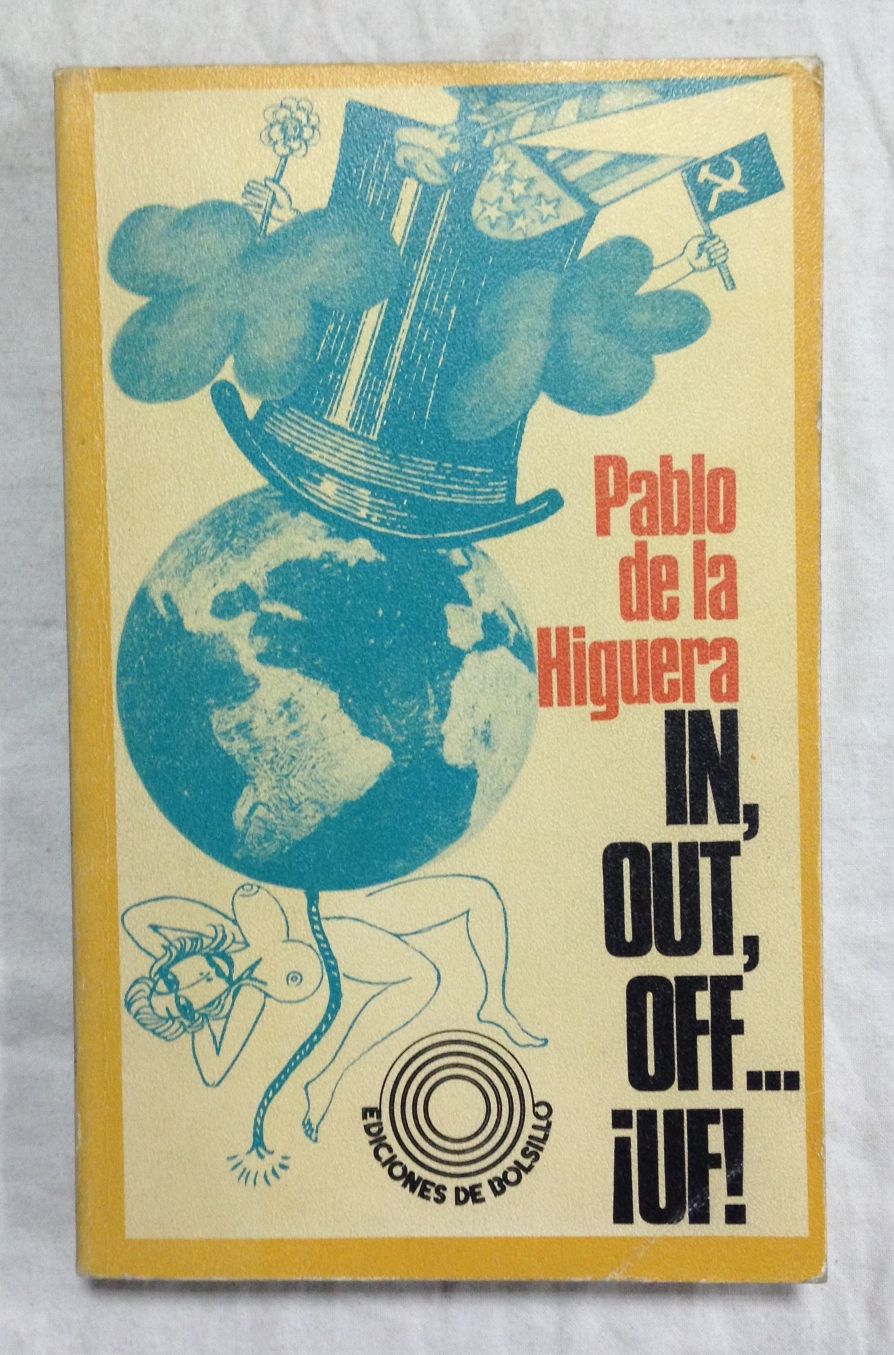 Pablo
de la
Higuera
IN,
OUT,
OFF...
¡UF!
EDICIONES DE BOLSILLO